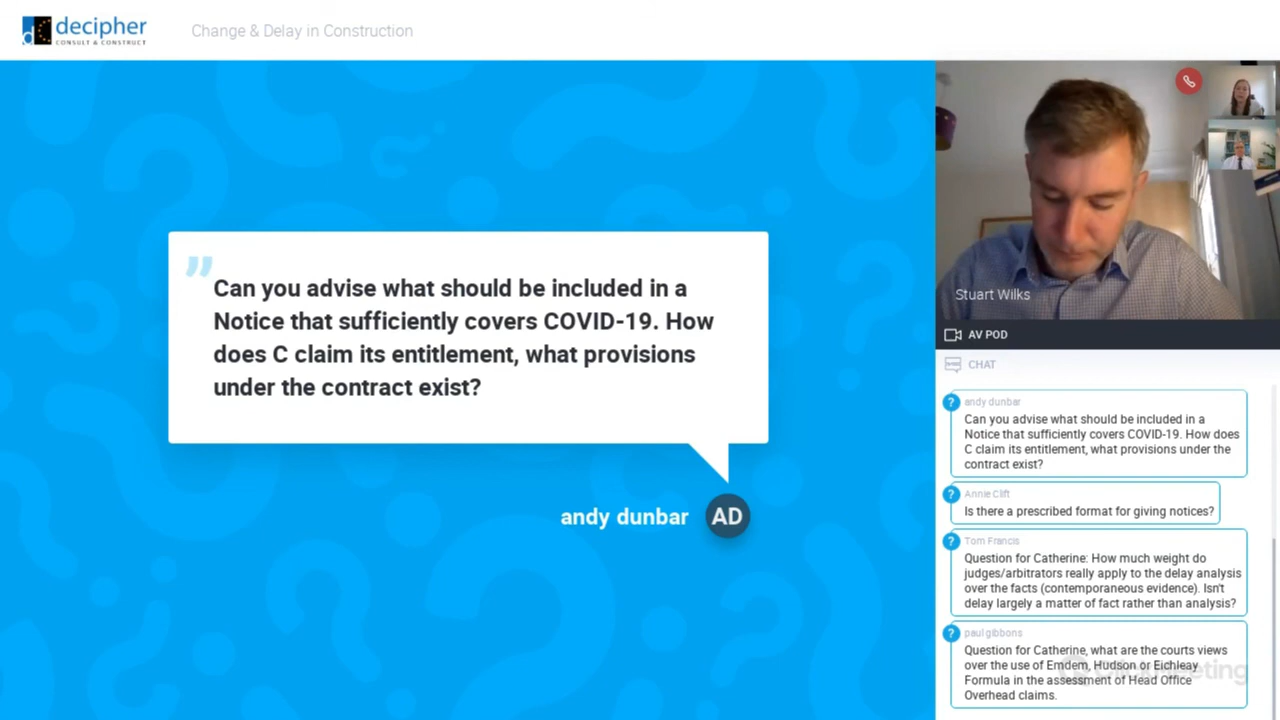 decipher
CONSULT & CONSTRUCT
Change & Delay in Construction
Can you advise what should be included in a
Notice that sufficiently covers COVID-19. How
does C claim its entitlement, what provisions
under the contract exist?
andy dunbar
AD
Stuart Wilks
AV POD
CHAT
andy dunbar
Can you advise what should be included in a
Notice that sufficiently covers COVID-19. How does
C claim its entitlement, what provisions under the
contract exist?
Annie Clift
Is there a prescribed format for giving notices?
Tom Francis
Question for Catherine: How much weight do
judges/arbitrators really apply to the delay analysis
over the facts (contemporaneous evidence). Isn't
delay largely a matter of fact rather than analysis?
paul gibbons
Question for Catherine, what are the courts views
over the use of Emdem, Hudson or Eichleay
Formula in the assessment of Head Office
Overhead claims.